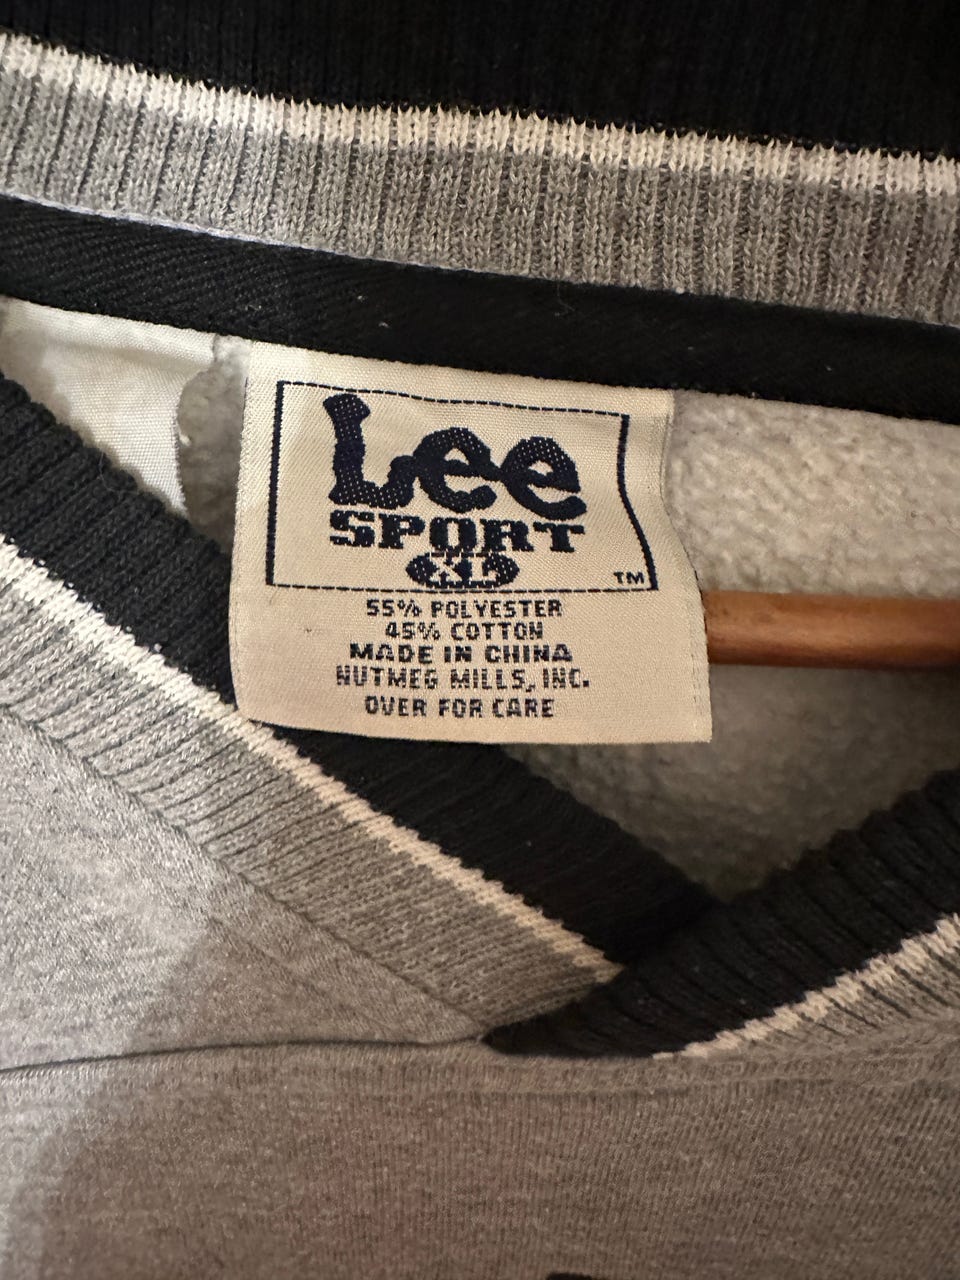 Lee
SPORT
XL
TM
55% POLYESTER
45% COTTON
MADE IN CHINA
NUTMEG MILLS, INC.
OVER FOR CARE